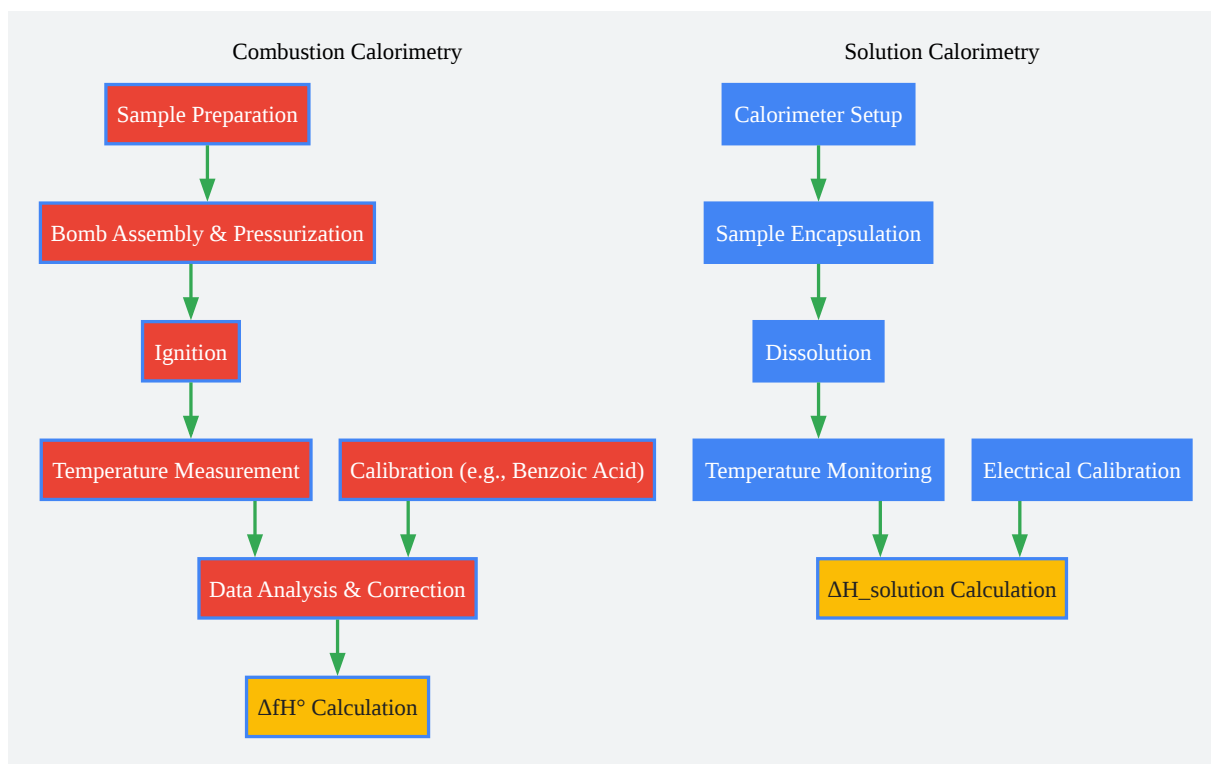 Combustion Calorimetry
Sample Preparation
Bomb Assembly & Pressurization
Ignition
Temperature Measurement
Calibration (e.g., Benzoic Acid)
Data Analysis & Correction
ΔfH° Calculation
Solution Calorimetry
Calorimeter Setup
Sample Encapsulation
Dissolution
Temperature Monitoring
Electrical Calibration
ΔH_solution Calculation